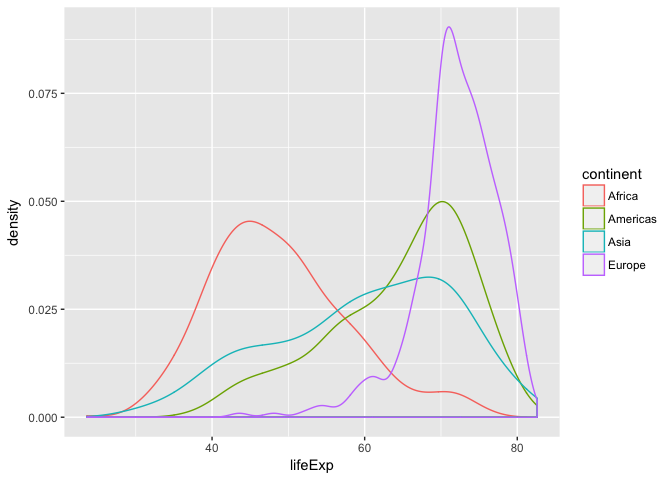 0.075
0.050
0.025
0.000
density
40 60 80
lifeExp
continent
Africa
Americas
Asia
Europe